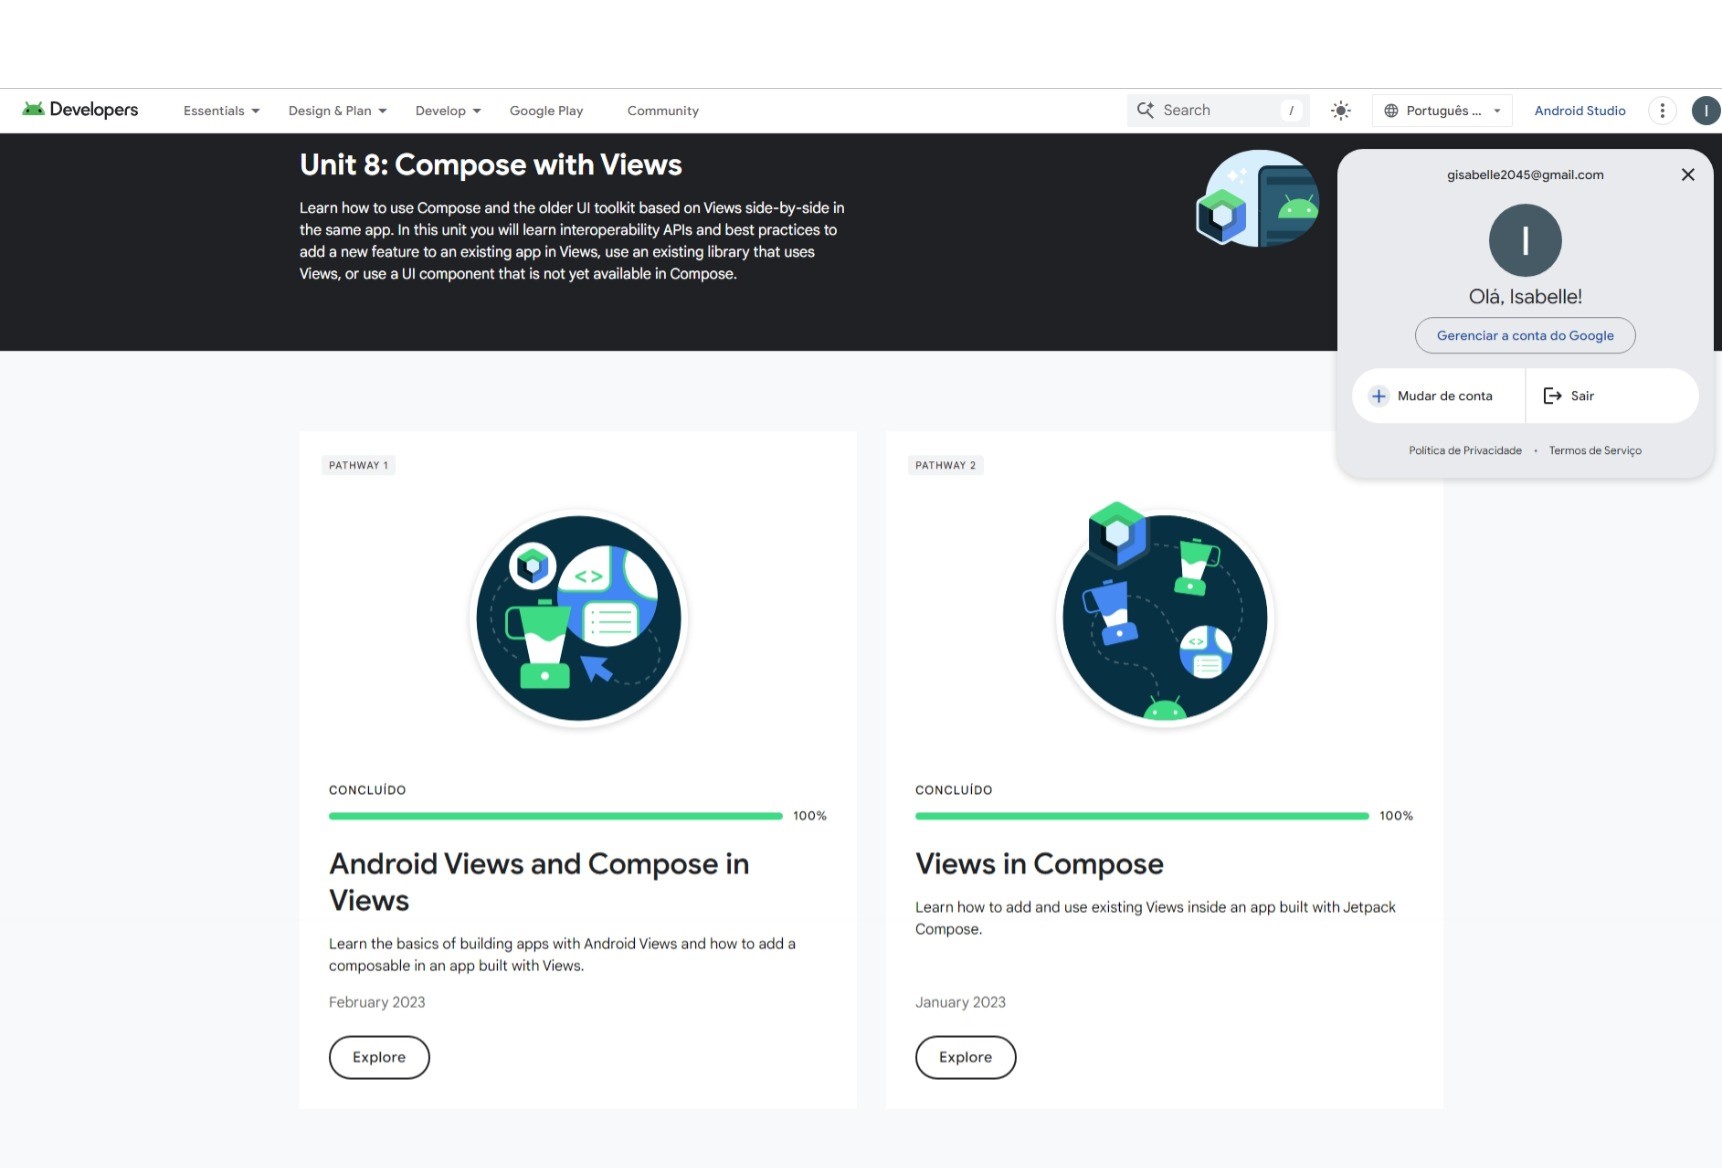 Developers
Essentials
Design & Plan
Develop
Google Play
Community
Search
/
Português ...
Android Studio
I
Unit 8: Compose with Views
Learn how to use Compose and the older UI toolkit based on Views side-by-side in
the same app. In this unit you will learn interoperability APIs and best practices to
add a new feature to an existing app in Views, use an existing library that uses
Views, or use a UI component that is not yet available in Compose.
gisabelle2045@gmail.com
I
Olá, Isabelle!
Gerenciar a conta do Google
Mudar de conta
Sair
Política de Privacidade • Termos de Serviço
PATHWAY 1
<>
CONCLUÍDO
100%
Android Views and Compose in
Views
Learn the basics of building apps with Android Views and how to add a
composable in an app built with Views.
February 2023
Explore
PATHWAY 2
<>
CONCLUÍDO
100%
Views in Compose
Learn how to add and use existing Views inside an app built with Jetpack
Compose.
January 2023
Explore